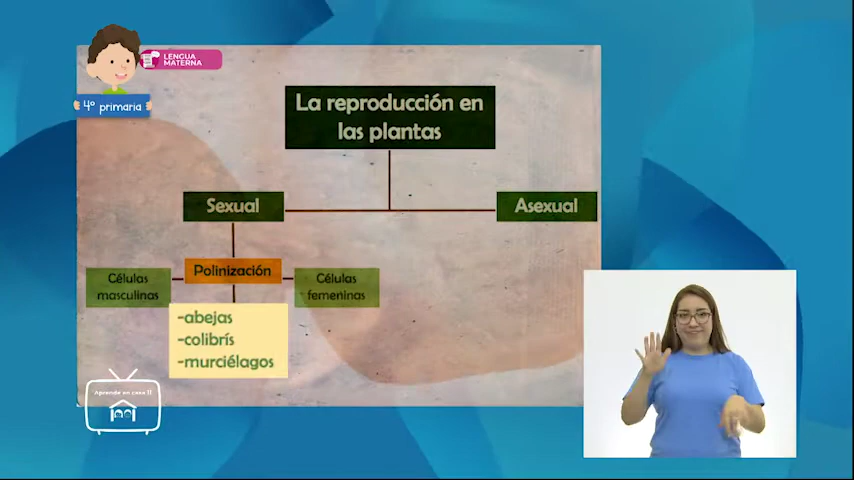 LENGUA
MATERNA
4º primaria
La reproducción en
las plantas
Sexual
Asexual
Células
masculinas
Polinización
Células
femeninas
-abejas
-colibrís
-murciélagos
Aprende en casa II